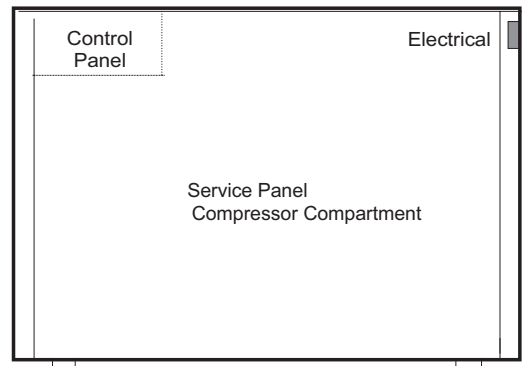 Control
Panel
Electrical
Service Panel
Compressor Compartment